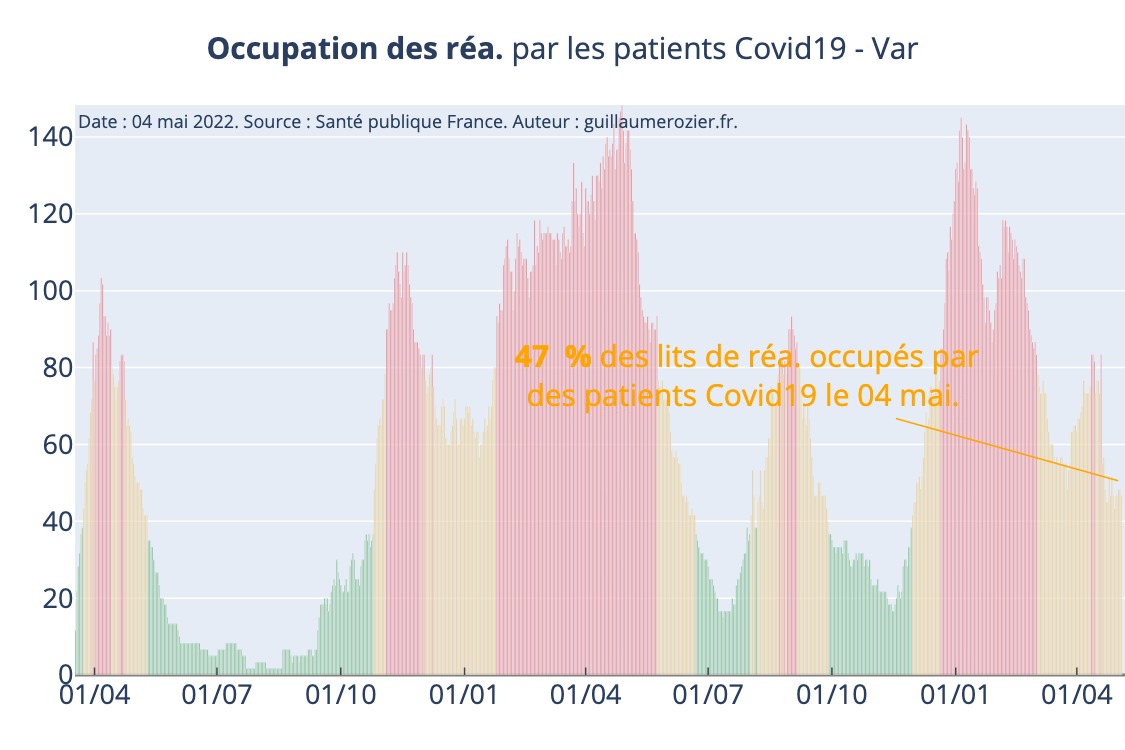 Occupation des réa. par les patients Covid19 - Var
Date : 04 mai 2022. Source : Santé publique France. Auteur : guillaumerozier.fr.
140
120
100
80
60
40
20
0
47 % des lits de réa. occupés par
des patients Covid19 le 04 mai.
01/04 01/07 01/10 01/01 01/04 01/07 01/10 01/01 01/04